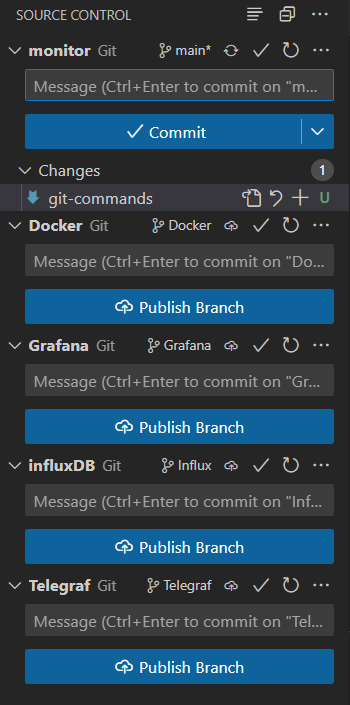 SOURCE CONTROL
monitor Git main*
Message (Ctrl+Enter to commit on "m...
Commit
Changes 1
git-commands U
Docker Git Docker
Message (Ctrl+Enter to commit on "Do...
Publish Branch
Grafana Git Grafana
Message (Ctrl+Enter to commit on "Gr...
Publish Branch
influxDB Git Influx
Message (Ctrl+Enter to commit on "Inf...
Publish Branch
Telegraf Git Telegraf
Message (Ctrl+Enter to commit on "Tel...
Publish Branch